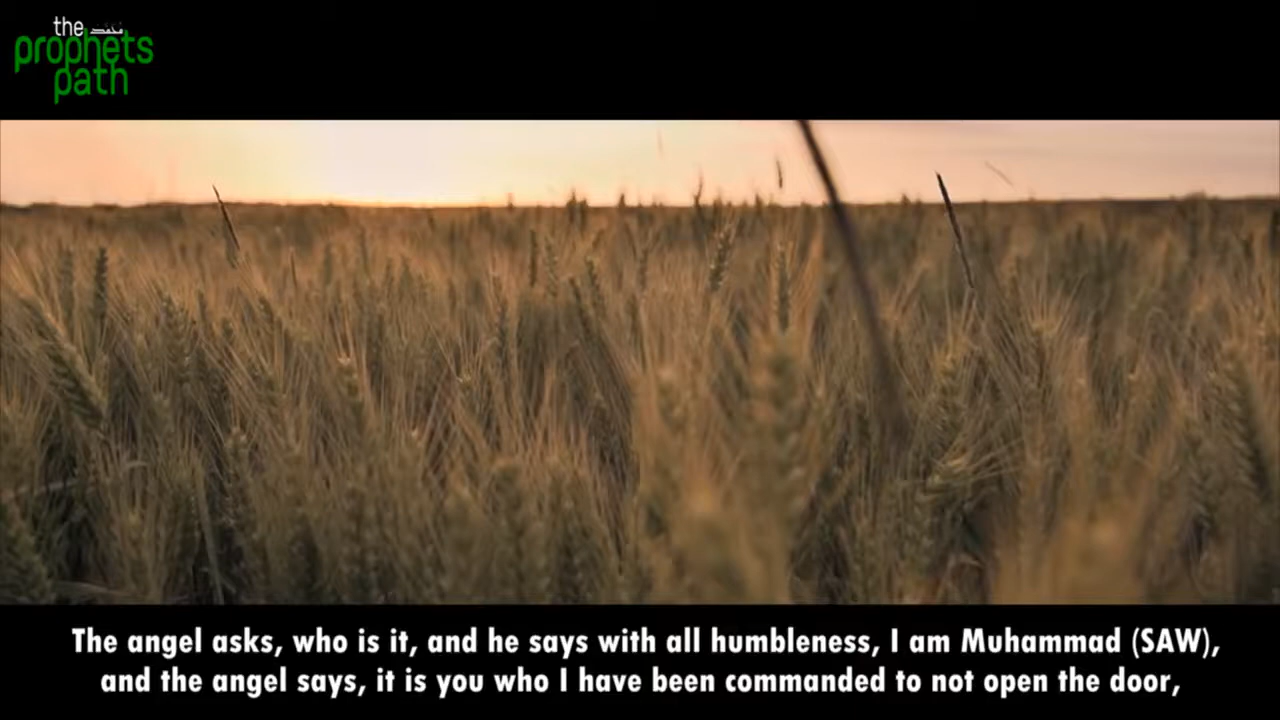 the محمد
prophets
path
The angel asks, who is it, and he says with all humbleness, I am Muhammad (SAW),
and the angel says, it is you who I have been commanded to not open the door,